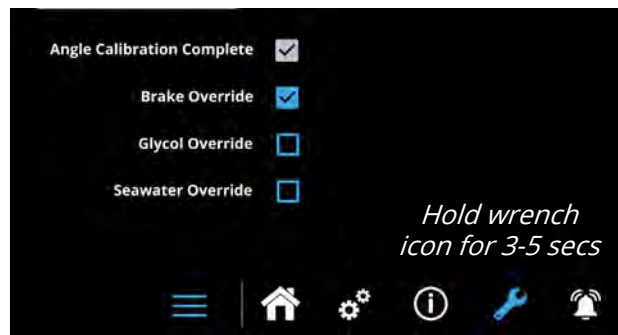 Angle Calibration Complete
Brake Override
Glycol Override
Seawater Override
Hold wrench
icon for 3-5 secs